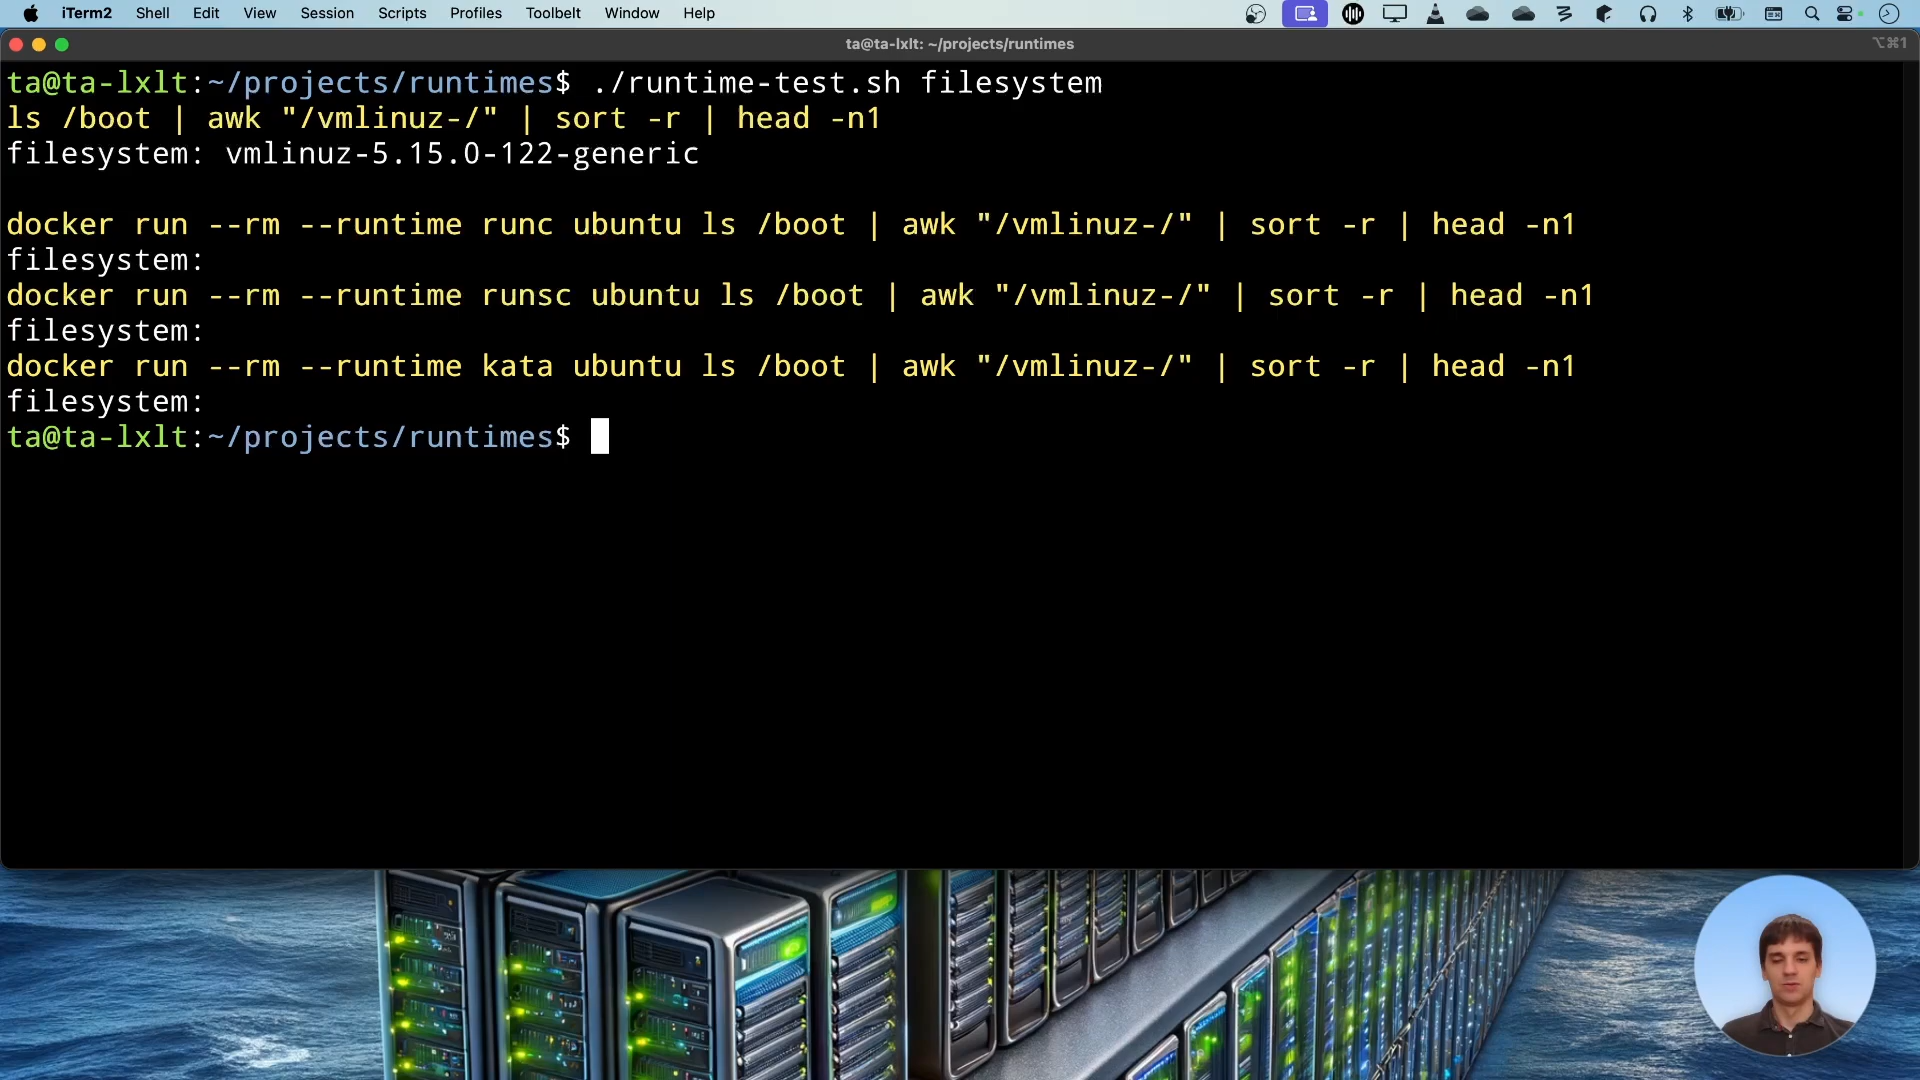 iTerm2 Shell Edit View Session Scripts Profiles Toolbelt Window Help
ta@ta-lxlt: ~/projects/runtimes ⌥⌘1
ta@ta-lxlt:~/projects/runtimes$ ./runtime-test.sh filesystem
ls /boot | awk "/vmlinuz-/" | sort -r | head -n1
filesystem: vmlinuz-5.15.0-122-generic
docker run --rm --runtime runc ubuntu ls /boot | awk "/vmlinuz-/" | sort -r | head -n1
filesystem:
docker run --rm --runtime runsc ubuntu ls /boot | awk "/vmlinuz-/" | sort -r | head -n1
filesystem:
docker run --rm --runtime kata ubuntu ls /boot | awk "/vmlinuz-/" | sort -r | head -n1
filesystem:
ta@ta-lxlt:~/projects/runtimes$